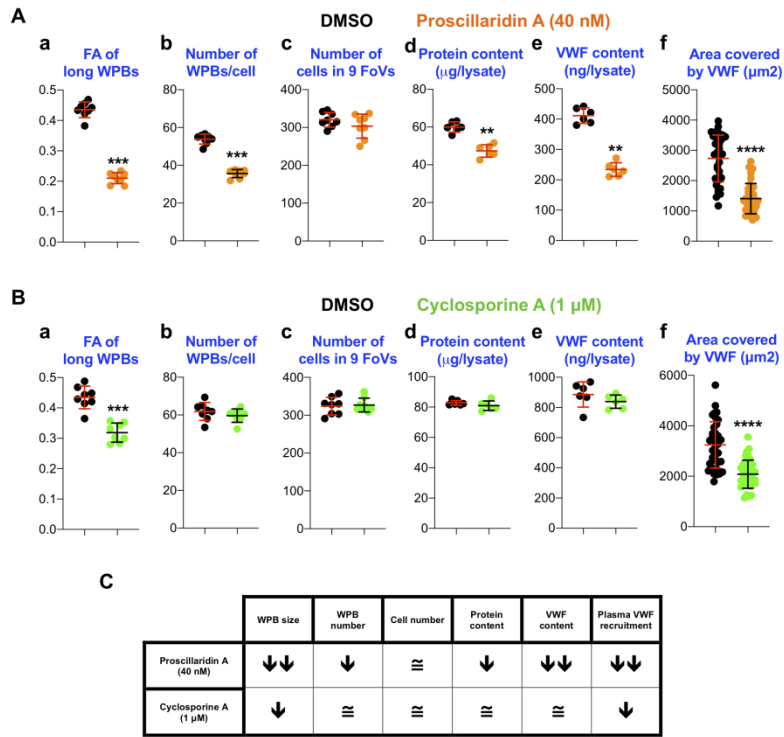 A
DMSO Proscillaridin A (40 nM)
a b c d e f
FA of long WPBs
Number of WPBs/cell
Number of cells in 9 FoVs
Protein content (µg/lysate)
VWF content (ng/lysate)
Area covered by VWF (µm2)
0.5
0.4
0.3
0.2
0.1
0.0
***
80
60
40
20
0
***
400
300
200
100
0
80
60
40
20
0
**
600
400
200
0
**
5000
4000
3000
2000
1000
0
****
B
DMSO Cyclosporine A (1 µM)
a b c d e f
FA of long WPBs
Number of WPBs/cell
Number of cells in 9 FoVs
Protein content (µg/lysate)
VWF content (ng/lysate)
Area covered by VWF (µm2)
0.5
0.4
0.3
0.2
0.1
0.0
***
80
60
40
20
0
400
300
200
100
0
100
80
60
40
20
0
1000
800
600
400
200
0
6000
4000
2000
0
****
C
WPB size
WPB number
Cell number
Protein content
VWF content
Plasma VWF recruitment
Proscillaridin A
(40 nM)
↓↓ ↓ ≅ ↓ ↓↓ ↓↓
Cyclosporine A
(1 µM)
↓ ≅ ≅ ≅ ≅ ↓